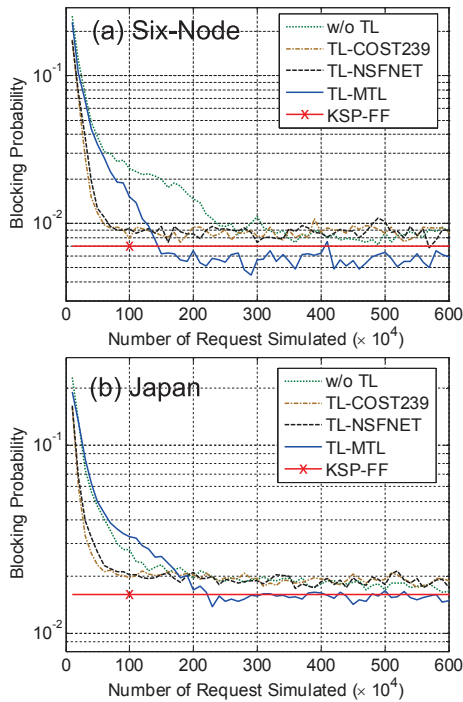 (a) Six-Node
w/o TL
TL-COST239
TL-NSFNET
TL-MTL
KSP-FF
Blocking Probability
10⁻¹
10⁻²
0 100 200 300 400 500 600
Number of Request Simulated (× 10⁴)
(b) Japan
w/o TL
TL-COST239
TL-NSFNET
TL-MTL
KSP-FF
Blocking Probability
10⁻¹
10⁻²
0 100 200 300 400 500 600
Number of Request Simulated (× 10⁴)